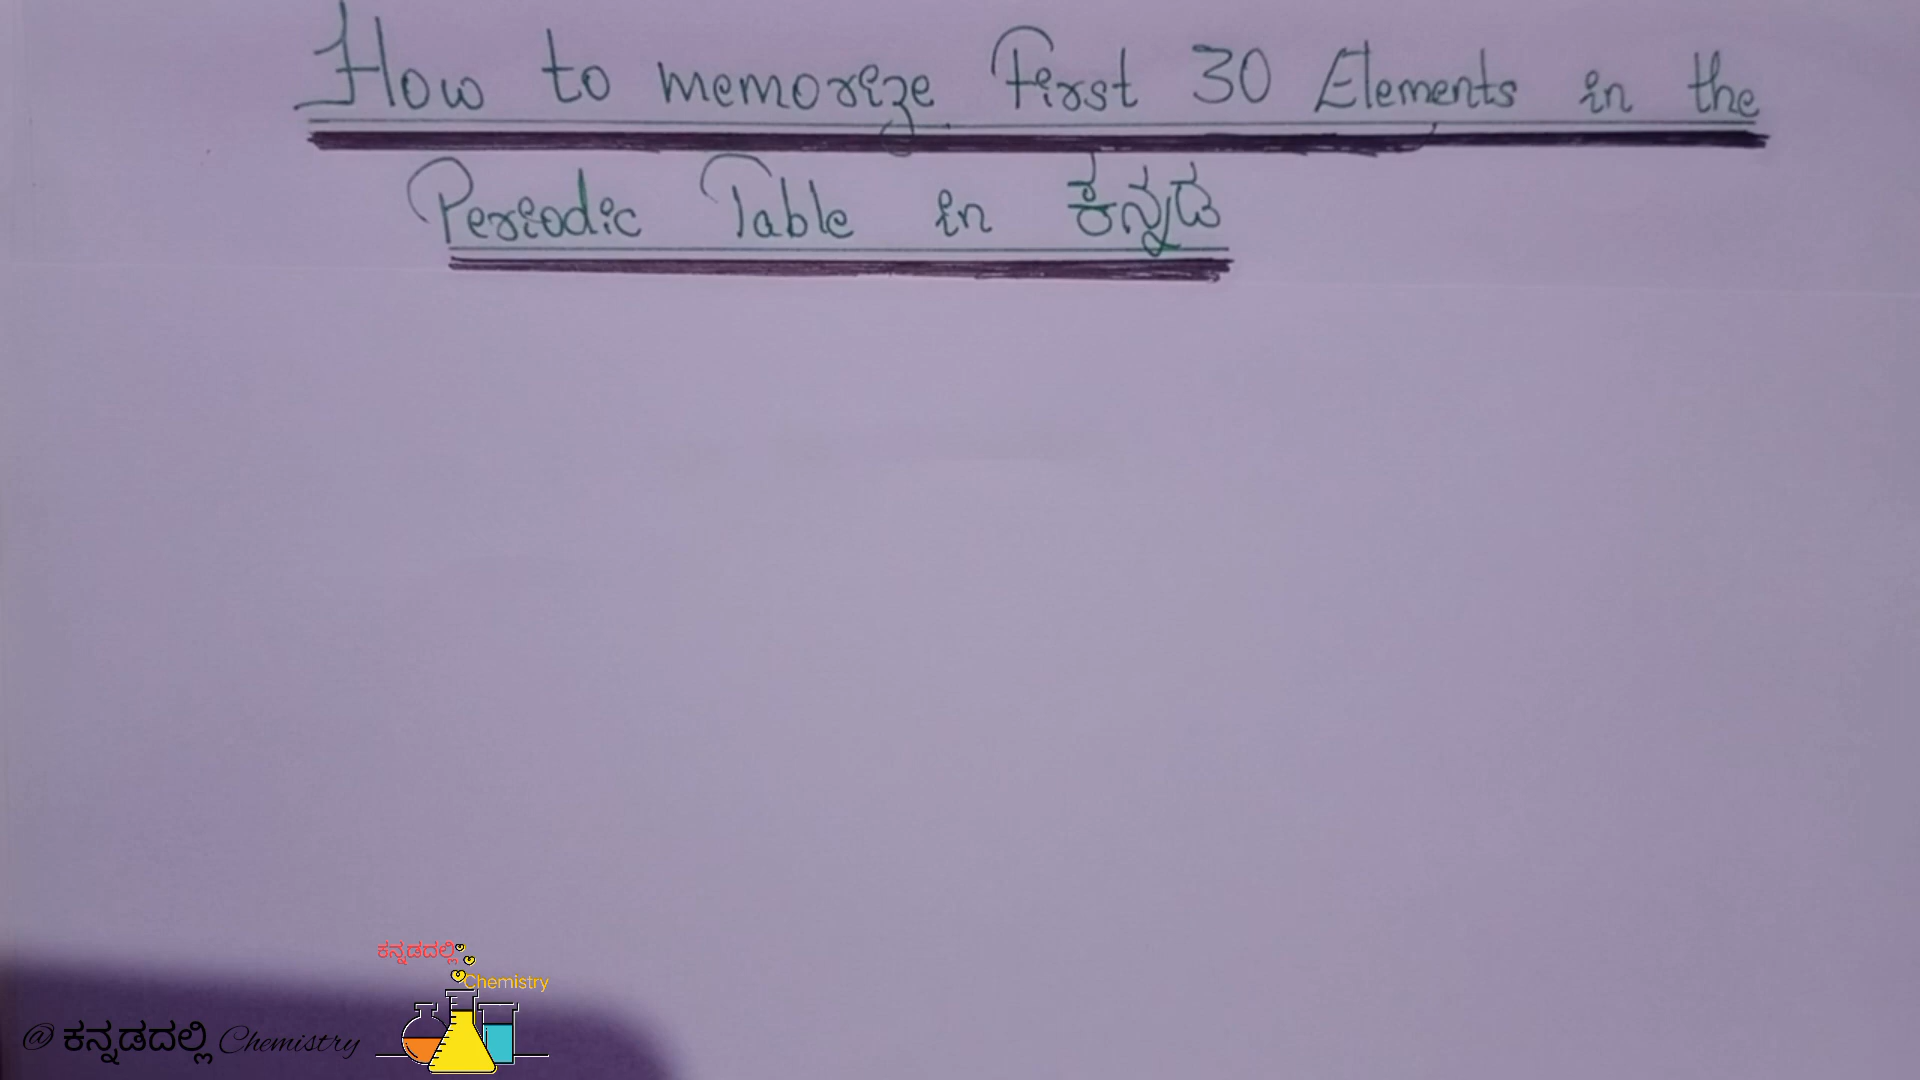 How to memorize First 30 Elements in the
Periodic Table in ಕನ್ನಡ
ಕನ್ನಡದಲ್ಲಿ
Chemistry
@ ಕನ್ನಡದಲ್ಲಿ Chemistry